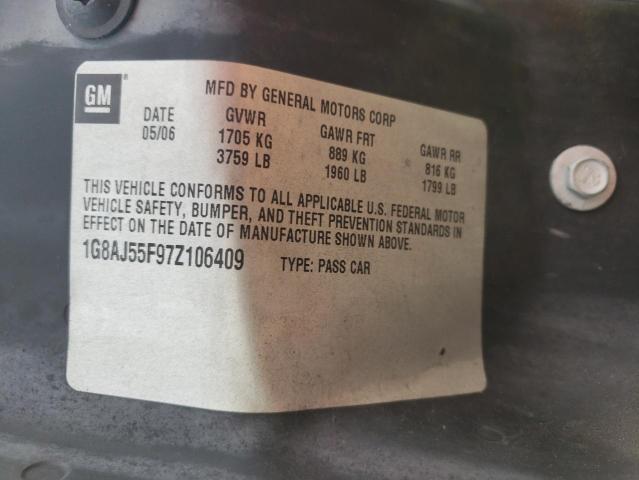 GM
MFD BY GENERAL MOTORS CORP
DATE GVWR GAWR FRT GAWR RR
05/06 1705 KG 889 KG 816 KG
3759 LB 1960 LB 1799 LB
THIS VEHICLE CONFORMS TO ALL APPLICABLE U.S. FEDERAL MOTOR
VEHICLE SAFETY, BUMPER, AND THEFT PREVENTION STANDARDS IN
EFFECT ON THE DATE OF MANUFACTURE SHOWN ABOVE.
1G8AJ55F97Z106409 TYPE: PASS CAR